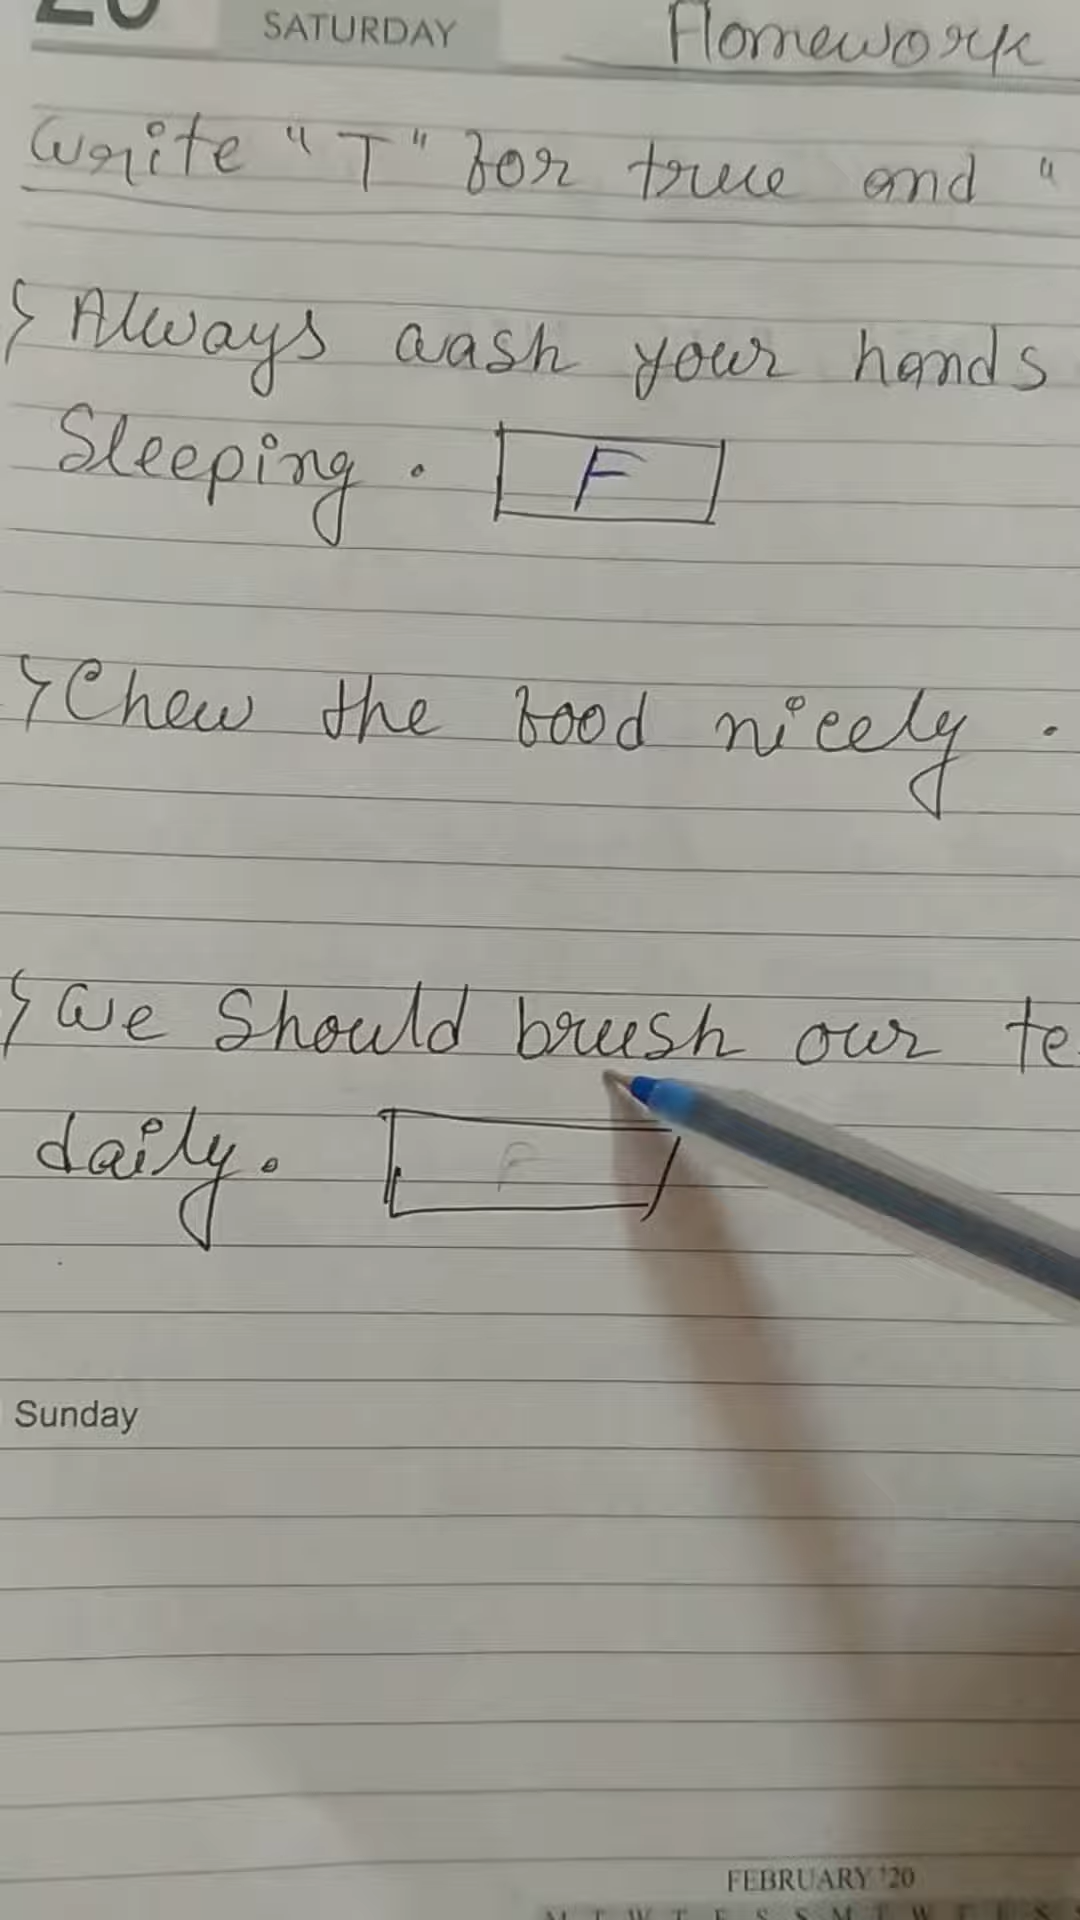 SATURDAY
Homework
Write "T" for true and "
Always wash your hands
Sleeping. F
Chew the food nicely.
We Should brush our te
daily. F
Sunday
FEBRUARY '20
M T W T F S S M T W T F S